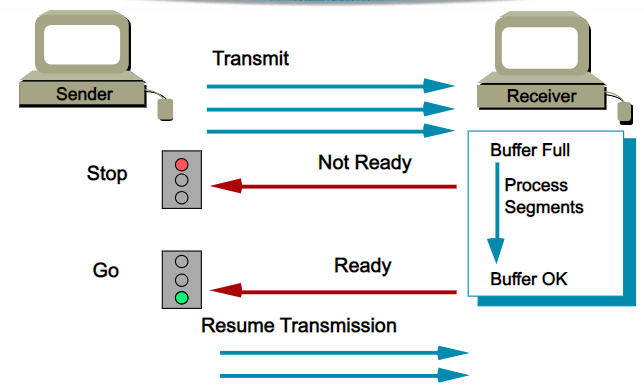 Transmit
Sender
Receiver
Buffer Full
Stop
Not Ready
Process
Segments
Go
Ready
Buffer OK
Resume Transmission